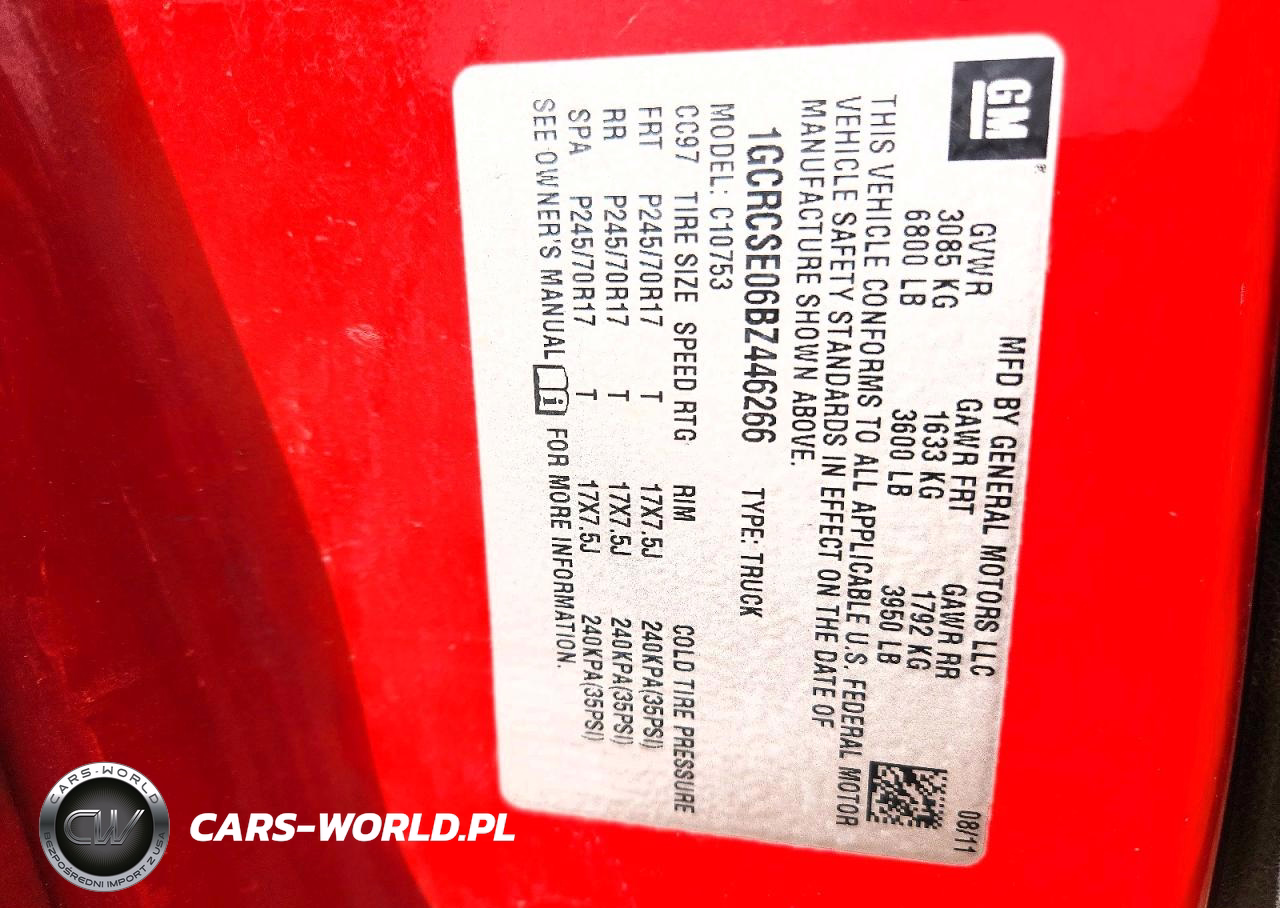 GM
MFD BY GENERAL MOTORS LLC 08/11
GVWR GAWR FRT GAWR RR
3085 KG 1633 KG 1792 KG
6800 LB 3600 LB 3950 LB
THIS VEHICLE CONFORMS TO ALL APPLICABLE U.S. FEDERAL MOTOR
VEHICLE SAFETY STANDARDS IN EFFECT ON THE DATE OF
MANUFACTURE SHOWN ABOVE.
1GCRCSE06BZ446266 TYPE: TRUCK
MODEL: C10753
CC97 TIRE SIZE SPEED RTG RIM COLD TIRE PRESSURE
FRT P245/70R17 T 17X7.5J 240KPA(35PSI)
RR P245/70R17 T 17X7.5J 240KPA(35PSI)
SPA P245/70R17 T 17X7.5J 240KPA(35PSI)
SEE OWNER'S MANUAL i FOR MORE INFORMATION.
CARS-WORLD
CW
BEZPOŚREDNI IMPORT Z USA
CARS-WORLD.PL